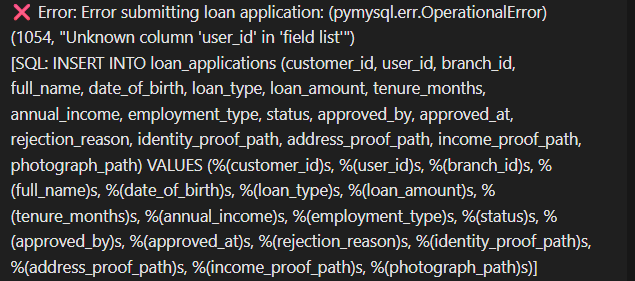 ❌ Error: Error submitting loan application: (pymysql.err.OperationalError)
(1054, "Unknown column 'user_id' in 'field list'")
[SQL: INSERT INTO loan_applications (customer_id, user_id, branch_id,
full_name, date_of_birth, loan_type, loan_amount, tenure_months,
annual_income, employment_type, status, approved_by, approved_at,
rejection_reason, identity_proof_path, address_proof_path, income_proof_path,
photograph_path) VALUES (%(customer_id)s, %(user_id)s, %(branch_id)s, %
(full_name)s, %(date_of_birth)s, %(loan_type)s, %(loan_amount)s, %
(tenure_months)s, %(annual_income)s, %(employment_type)s, %(status)s, %
(approved_by)s, %(approved_at)s, %(rejection_reason)s, %(identity_proof_path)s,
%(address_proof_path)s, %(income_proof_path)s, %(photograph_path)s)]